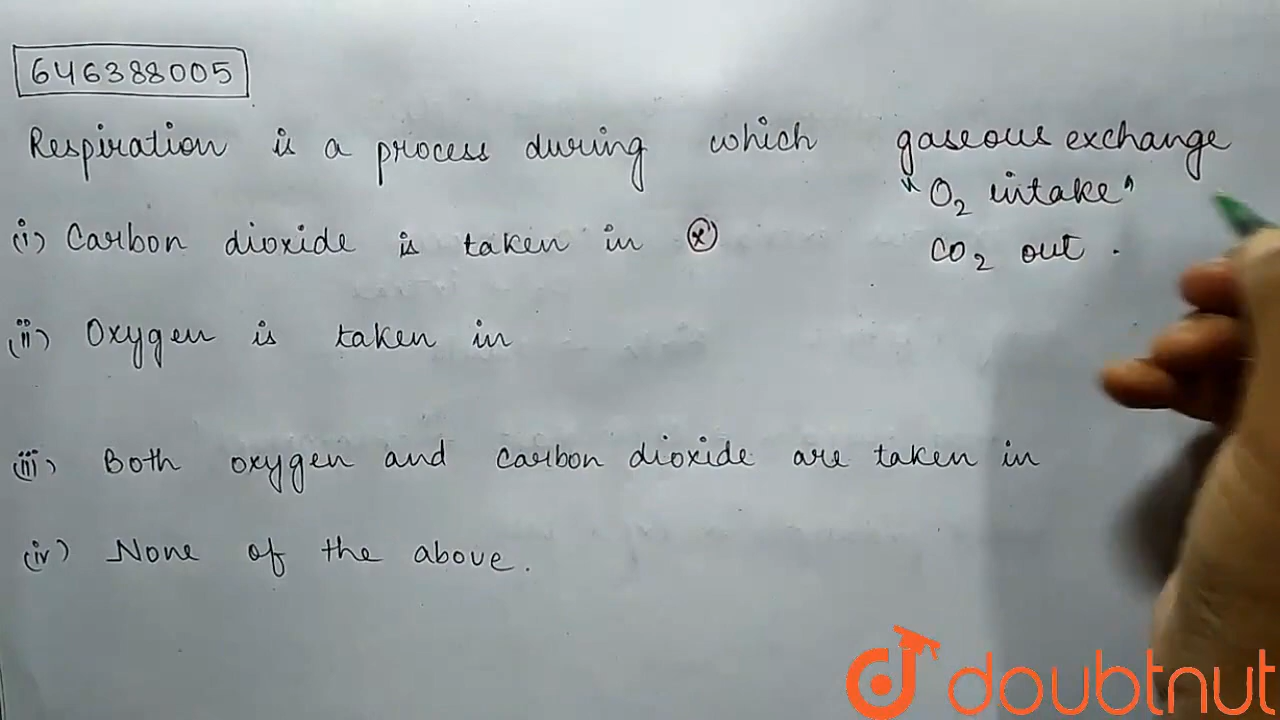 646388005
Respiration is a process during which gaseous exchange
"O2 intake"
CO2 out.
(i) Carbon dioxide is taken in (x)
(ii) Oxygen is taken in
(iii) Both oxygen and carbon dioxide are taken in
(iv) None of the above.
doubtnut